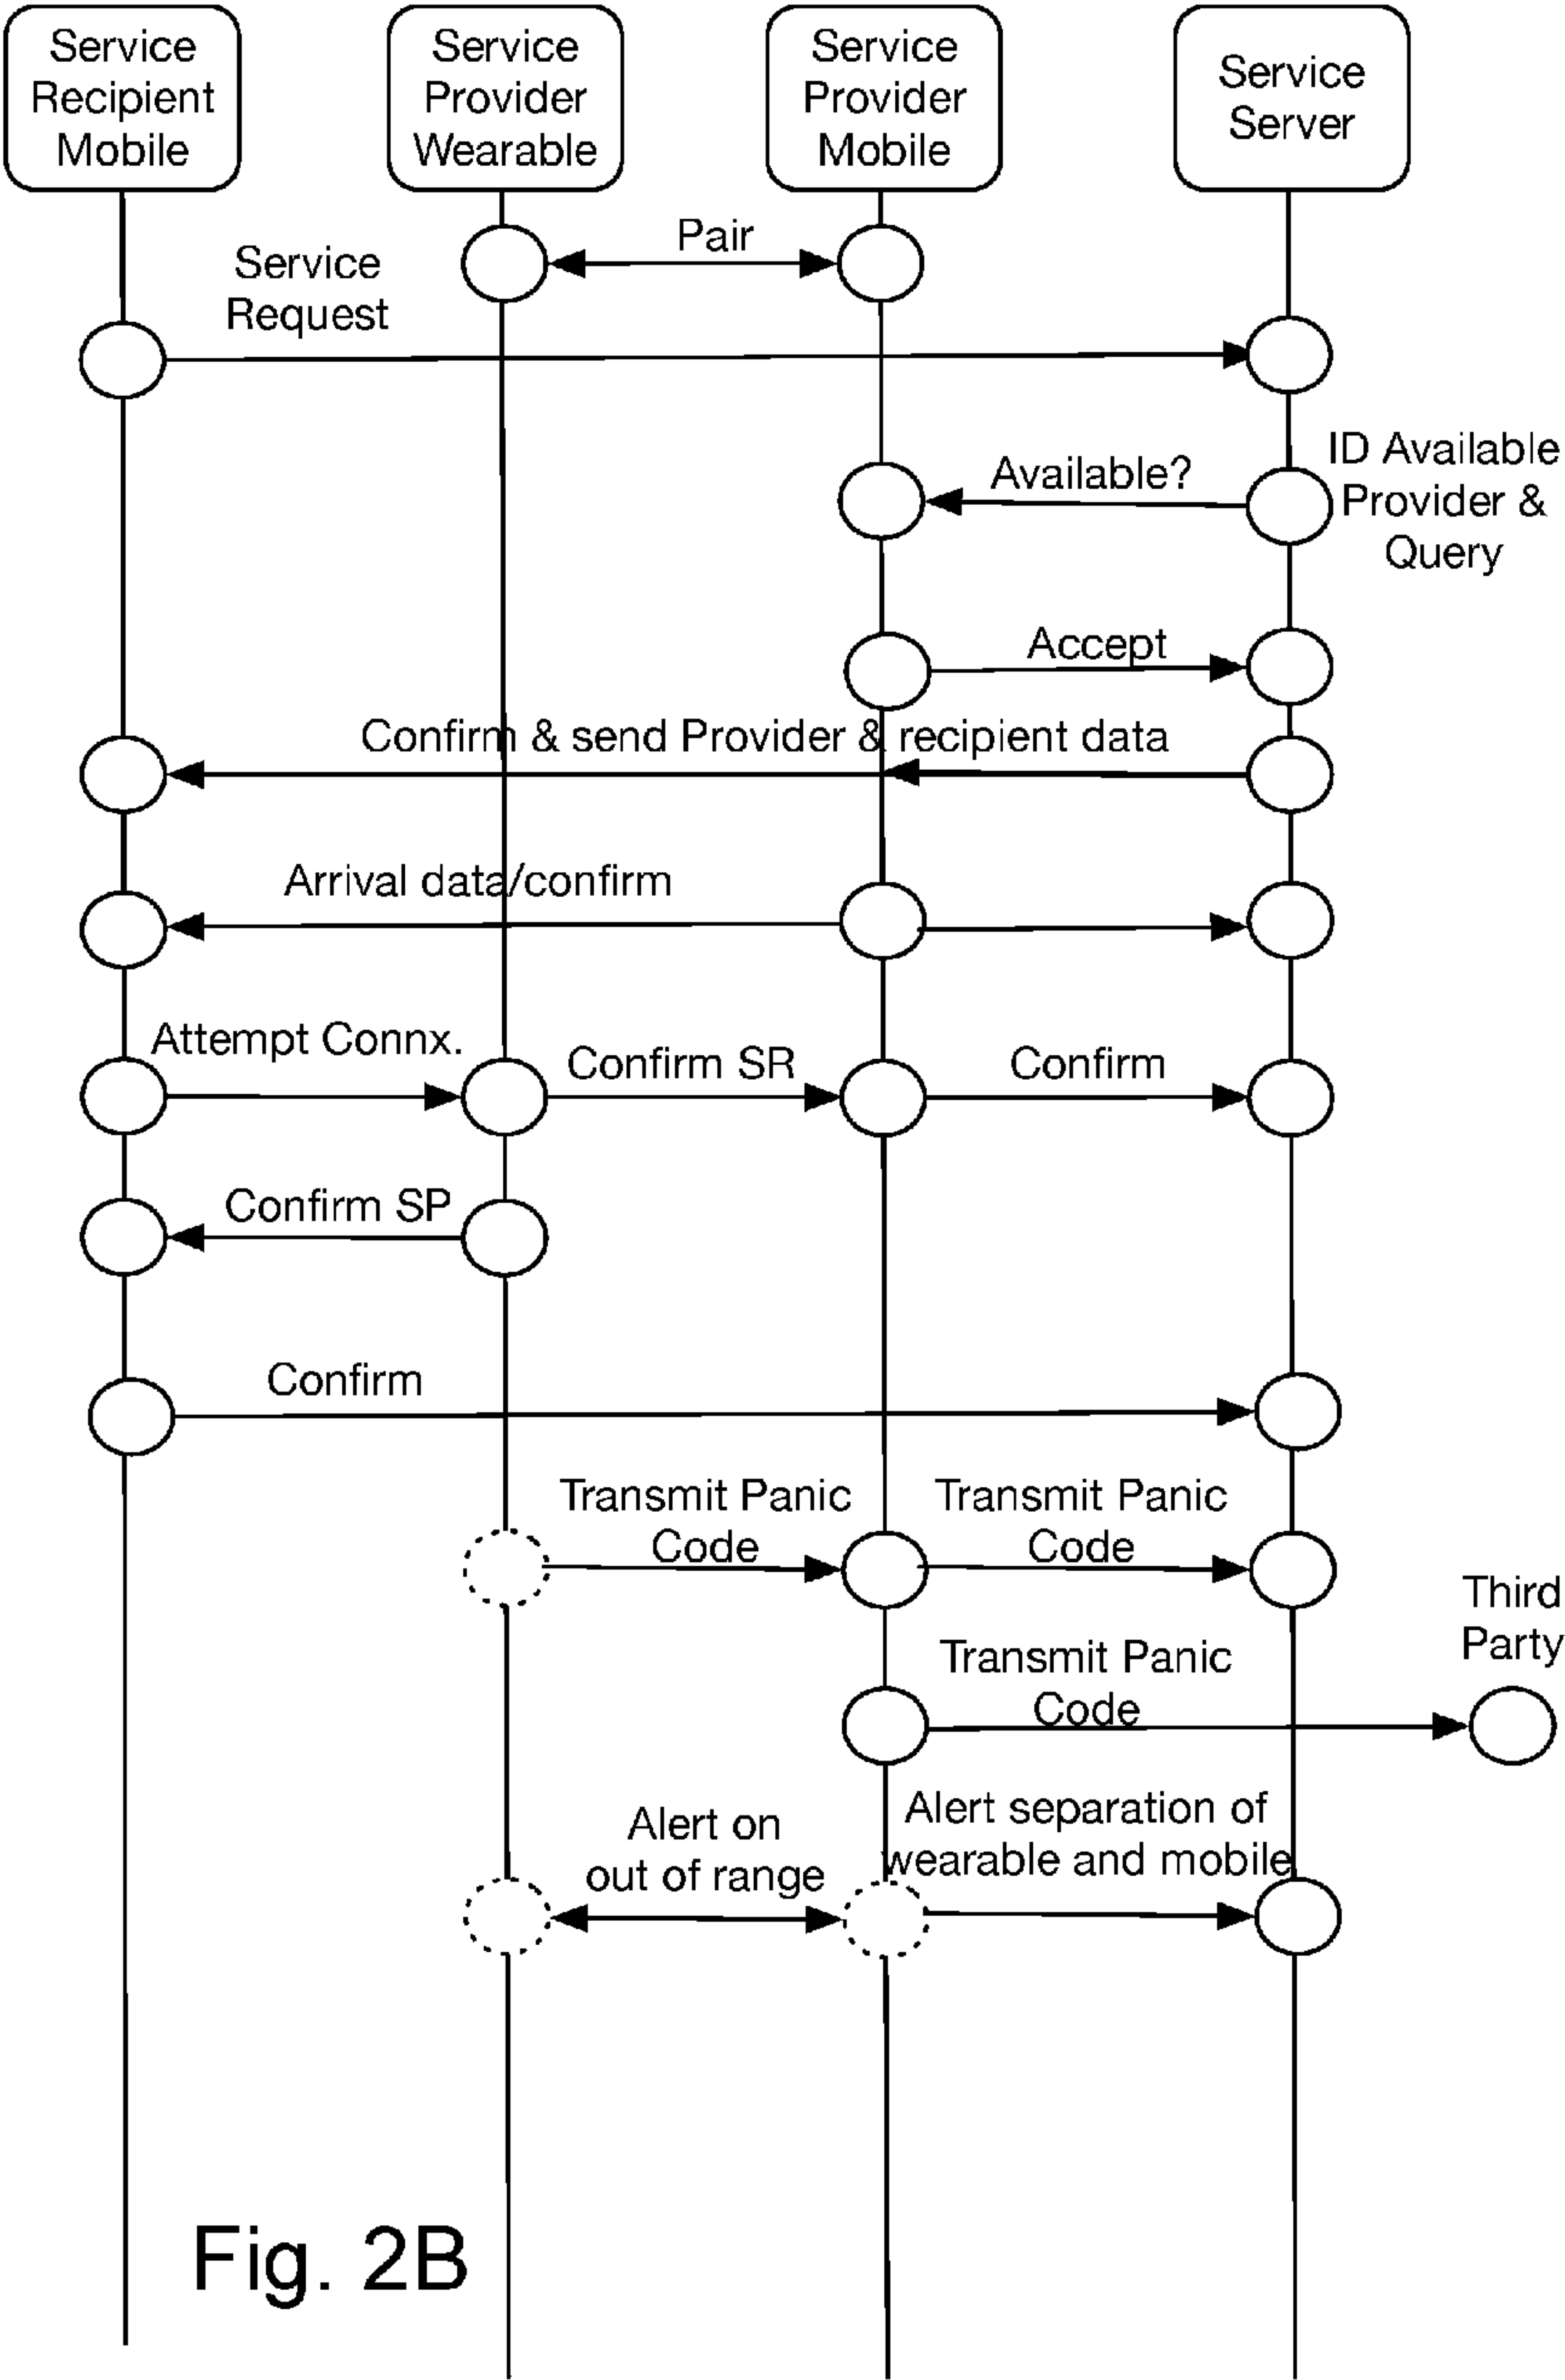 Service
Recipient
Mobile
Service
Provider
Wearable
Service
Provider
Mobile
Service
Server
Pair
Service
Request
Available?
ID Available
Provider &
Query
Accept
Confirm & send Provider & recipient data
Arrival data/confirm
Attempt Connx.
Confirm SR
Confirm
Confirm SP
Confirm
Transmit Panic
Code
Transmit Panic
Code
Third
Party
Transmit Panic
Code
Alert on
out of range
Alert separation of
wearable and mobile
Fig. 2B